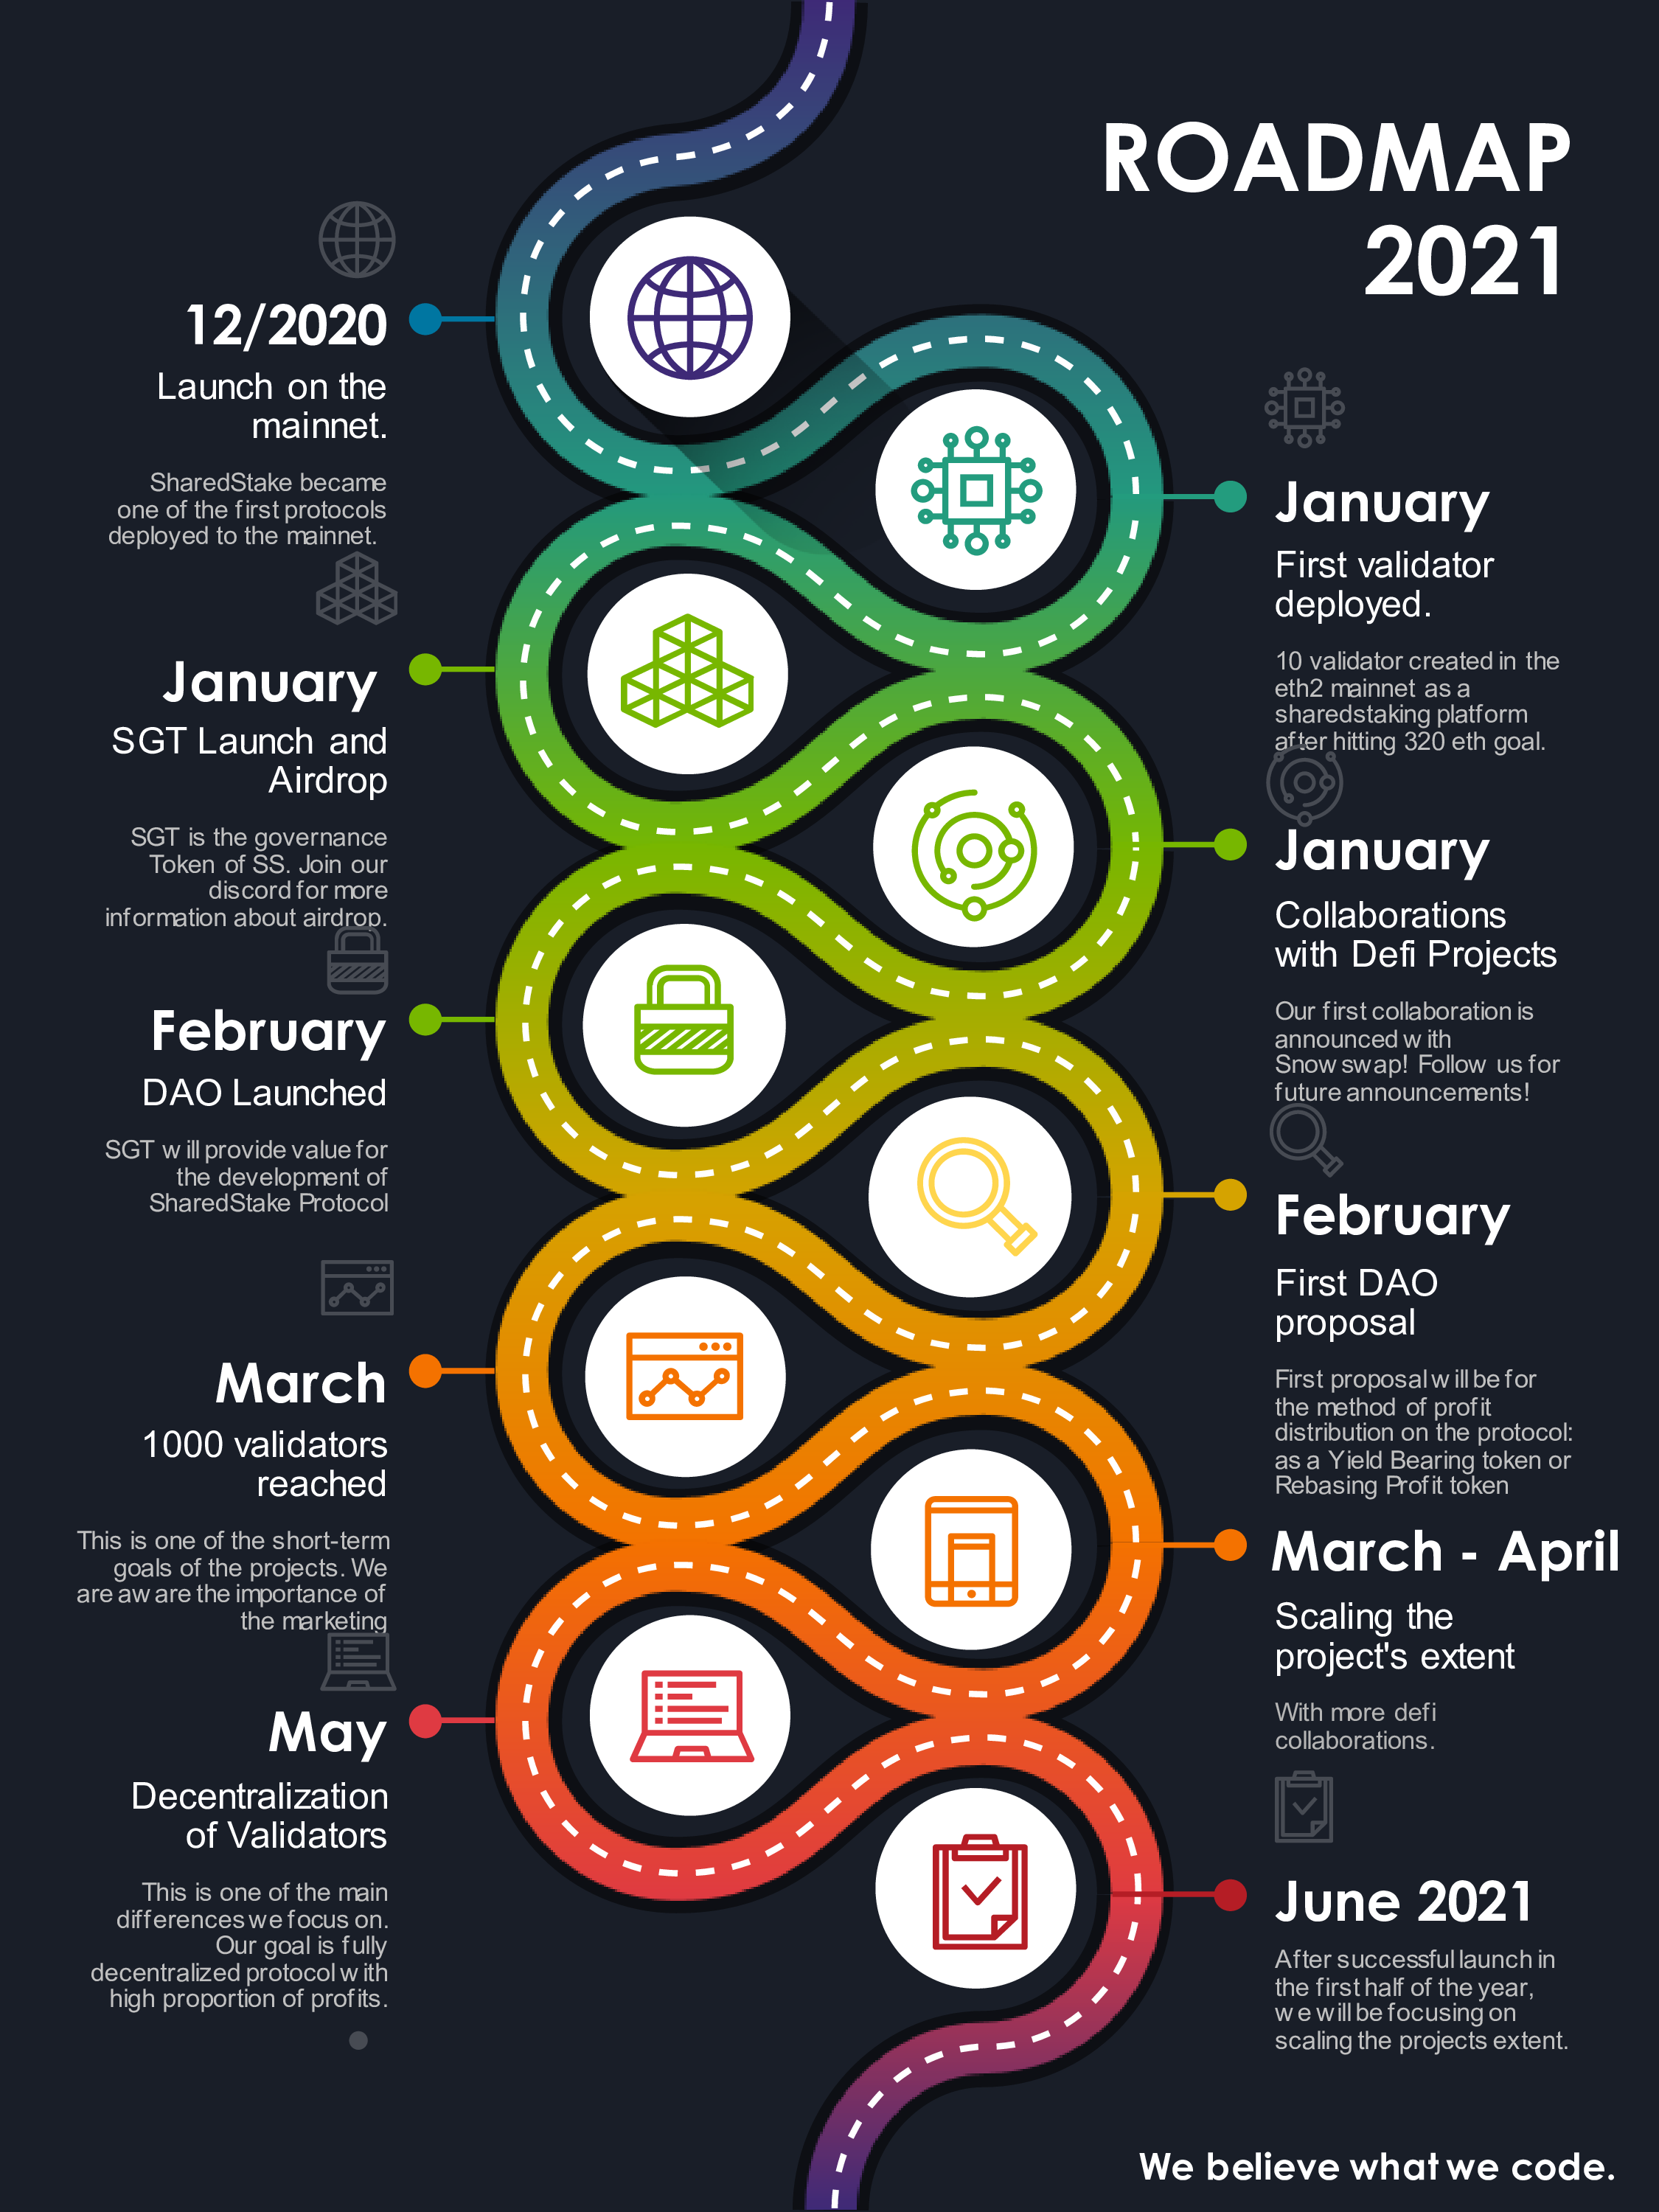 ROADMAP
2021
12/2020
Launch on the
mainnet.
SharedStake became
one of the first protocols
deployed to the mainnet.
January
First validator
deployed.
10 validator created in the
eth2 mainnet as a
sharedstaking platform
after hitting 320 eth goal.
January
SGT Launch and
Airdrop
SGT is the governance
Token of SS. Join our
discord for more
information about airdrop.
January
Collaborations
with Defi Projects
Our first collaboration is
announced with
Snowswap! Follow us for
future announcements!
February
DAO Launched
SGT will provide value for
the development of
SharedStake Protocol
February
First DAO
proposal
First proposal will be for
the method of profit
distribution on the protocol:
as a Yield Bearing token or
Rebasing Profit token
March
1000 validators
reached
This is one of the short-term
goals of the projects. We
are aware the importance of
the marketing
March - April
Scaling the
project's extent
With more defi
collaborations.
May
Decentralization
of Validators
This is one of the main
differences we focus on.
Our goal is fully
decentralized protocol with
high proportion of profits.
June 2021
After successful launch in
the first half of the year,
we will be focusing on
scaling the projects extent.
We believe what we code.